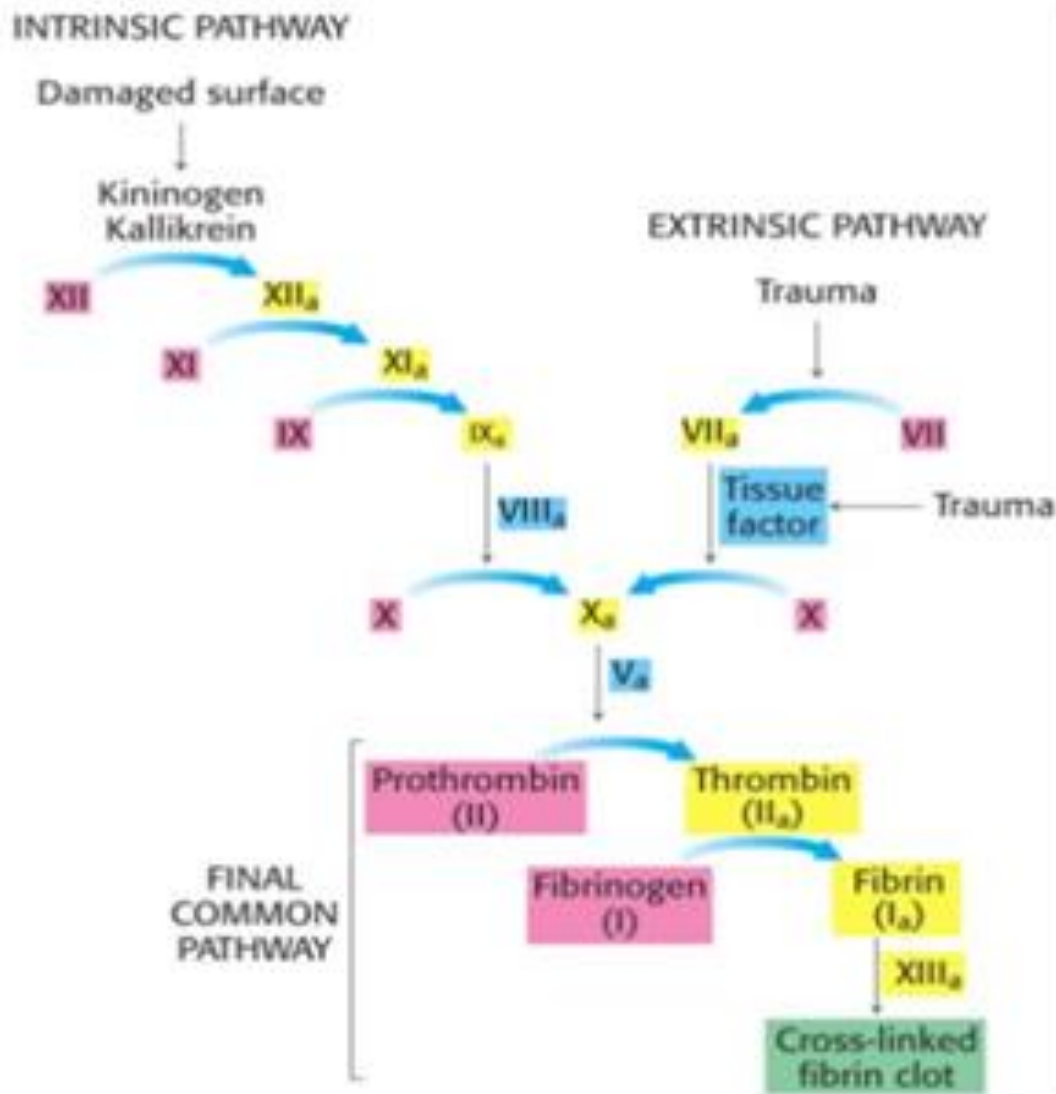 INTRINSIC PATHWAY
Damaged surface
Kininogen
Kallikrein
XII
XIIa
XI
XIa
IX
IXa
VIIIa
X
EXTRINSIC PATHWAY
Trauma
VIIa
VII
Tissue
factor
Trauma
Xa
X
Va
FINAL
COMMON
PATHWAY
Prothrombin
(II)
Thrombin
(IIa)
Fibrinogen
(I)
Fibrin
(Ia)
XIIIa
Cross-linked
fibrin clot